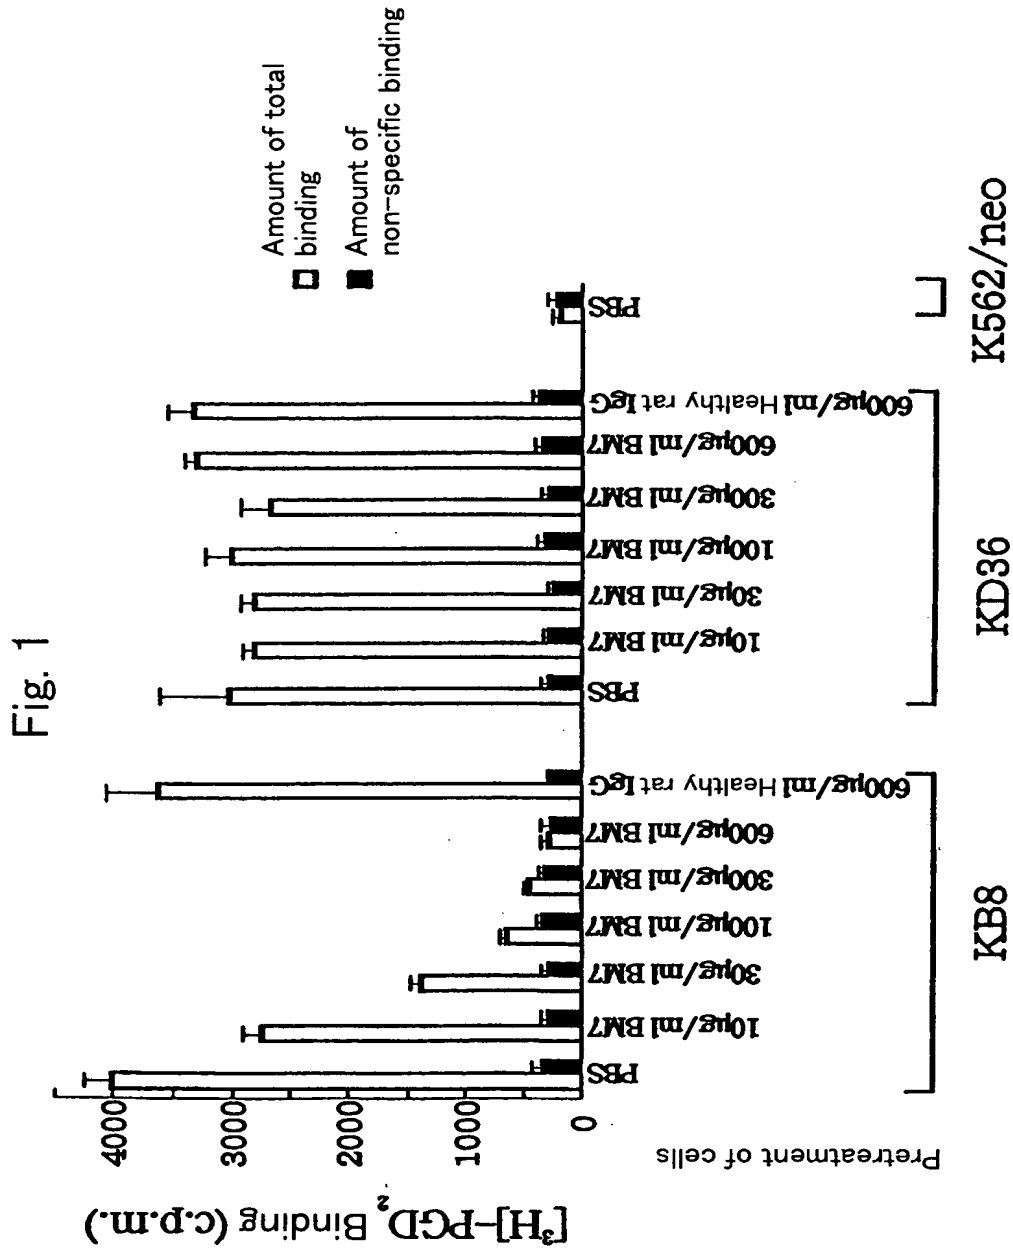 Fig. 1
[³H]-PGD₂ Binding (c.p.m.)
4000
3000
2000
1000
0
Amount of total
binding
Amount of
non-specific binding
Pretreatment of cells
PBS
10μg/ml BM7
30μg/ml BM7
100μg/ml BM7
300μg/ml BM7
600μg/ml BM7
600μg/ml Healthy rat IgG
PBS
10μg/ml BM7
30μg/ml BM7
100μg/ml BM7
300μg/ml BM7
600μg/ml BM7
600μg/ml Healthy rat IgG
PBS
KB8
KD36
K562/neo